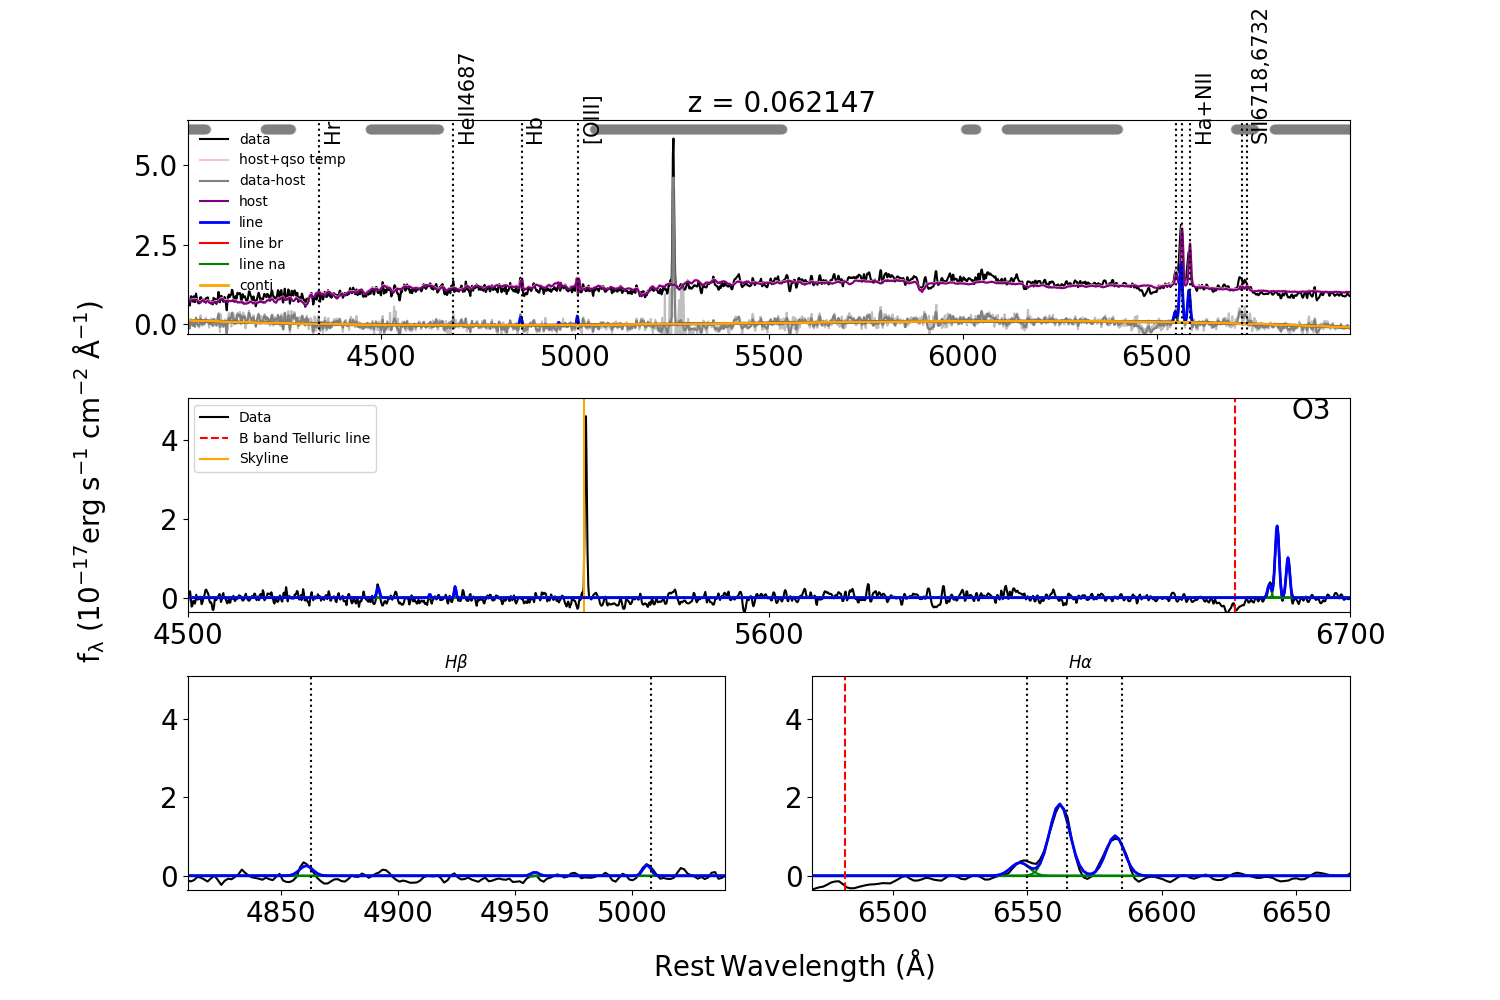 z = 0.062147
Hr
HeII4687
Hb
[OIII]
Ha+NII
SII6718,6732
data
host+qso temp
data-host
host
line
line br
line na
conti
5.0
2.5
0.0
4500 5000 5500 6000 6500
fλ (10⁻¹⁷erg s⁻¹ cm⁻² Å⁻¹)
Data
B band Telluric line
Skyline
O3
4
2
0
4500 5600 6700
Hβ
4
2
0
4850 4900 4950 5000
Hα
4
2
0
6500 6550 6600 6650
Rest Wavelength (Å)